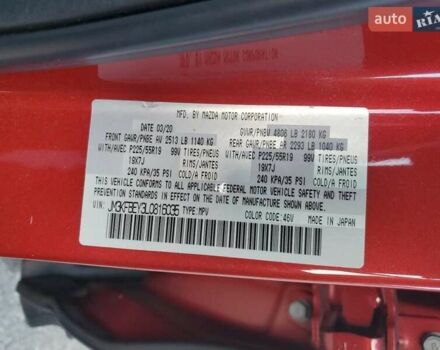 auto RIA
MFD. BY MAZDA MOTOR CORPORATION
DATE 03/20 GVWR/PNBV 4806 LB 2180 KG
FRONT GAWR/PNBE AV 2513 LB 1140 KG REAR GAWR/PNBE AR 2293 LB 1040 KG
WITH/AVEC P225/55R19 99V TIRES/PNEUS WITH/AVEC P225/55R19 99V TIRES/PNEUS
19X7J 19X7J
240 KPA/35 PSI COLD/A FROID 240 KPA/35 PSI COLD/A FROID
THIS VEHICLE CONFORMS TO ALL APPLICABLE FEDERAL MOTOR VEHICLE SAFETY AND
THEFT PREVENTION STANDARDS IN EFFECT ON THE DATE OF MANUFACTURE SHOWN ABOVE.
VIN: JM3KFBEY3L0816035 TYPE: MPV
COLOR CODE: 46V MADE IN JAPAN